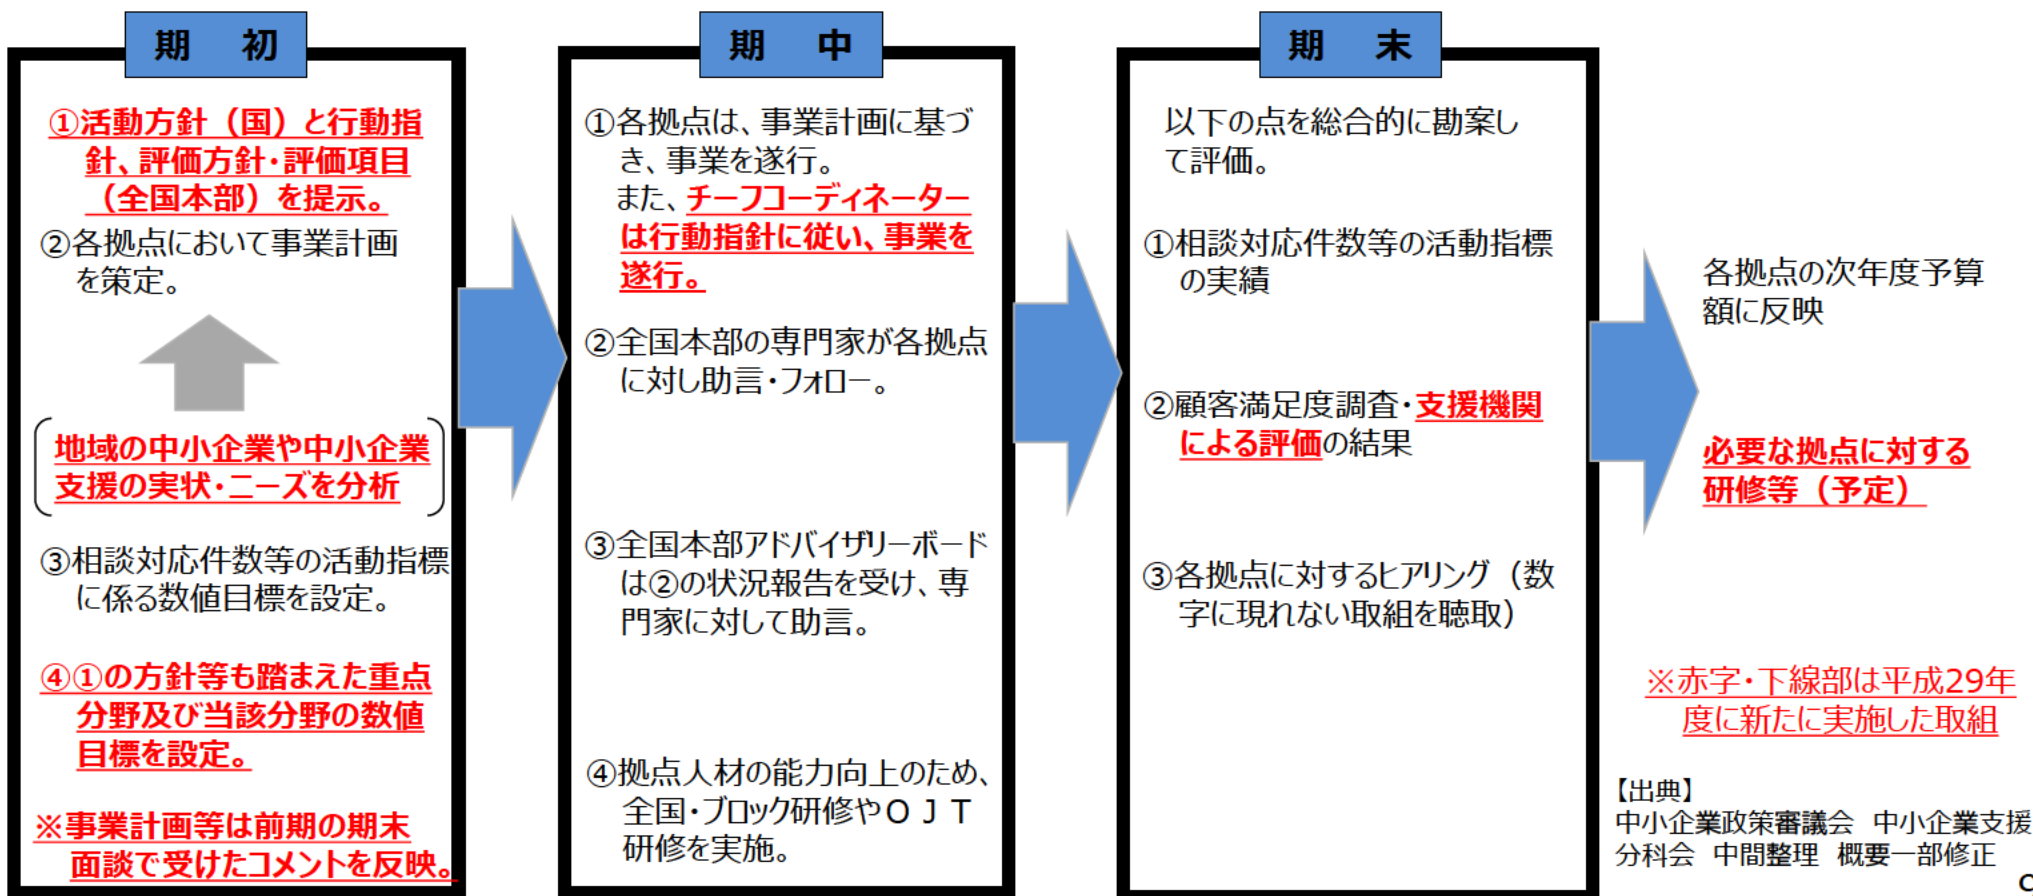 期 初
①活動方針（国）と行動指
針、評価方針・評価項目
（全国本部）を提示。
②各拠点において事業計画
を策定。
地域の中小企業や中小企業
支援の実状・ニーズを分析
③相談対応件数等の活動指標
に係る数値目標を設定。
④①の方針等も踏まえた重点
分野及び当該分野の数値
目標を設定。
※事業計画等は前期の期末
面談で受けたコメントを反映。
期 中
①各拠点は、事業計画に基づ
き、事業を遂行。
また、チーフコーディネーター
は行動指針に従い、事業を
遂行。
②全国本部の専門家が各拠点
に対し助言・フォロー。
③全国本部アドバイザリーボード
は②の状況報告を受け、専
門家に対して助言。
④拠点人材の能力向上のため、
全国・ブロック研修やＯＪＴ
研修を実施。
期 末
以下の点を総合的に勘案し
て評価。
①相談対応件数等の活動指標
の実績
②顧客満足度調査・支援機関
による評価の結果
③各拠点に対するヒアリング（数
字に現れない取組を聴取）
各拠点の次年度予算
額に反映
必要な拠点に対する
研修等（予定）
※赤字・下線部は平成29年
度に新たに実施した取組
【出典】
中小企業政策審議会 中小企業支援
分科会 中間整理 概要一部修正